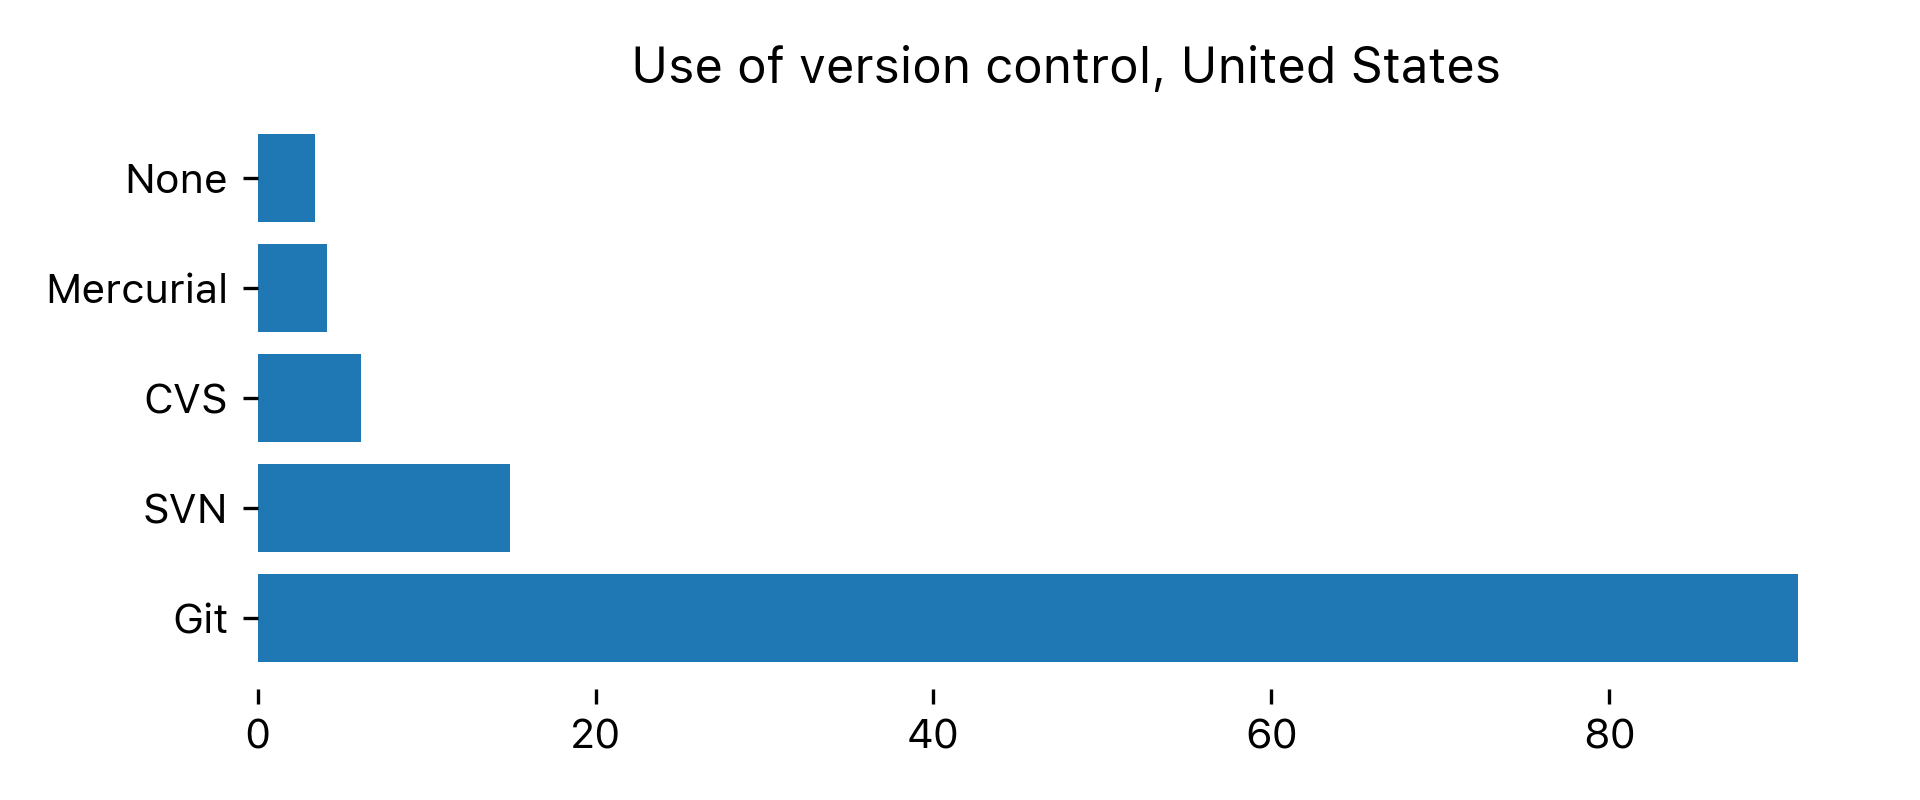 Use of version control, United States
None
Mercurial
CVS
SVN
Git
0 20 40 60 80